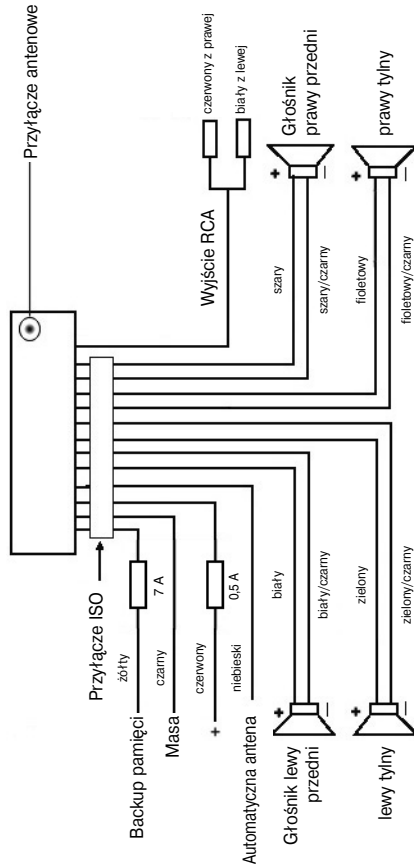 Przyłącze antenowe
czerwony z prawej
biały z lewej
Wyjście RCA
Głośnik
prawy przedni
+
–
szary
szary/czarny
prawy tylny
+
–
fioletowy
fioletowy/czarny
Przyłącze ISO
Backup pamięci
żółty
7 A
Masa
czarny
+
czerwony
0,5 A
Automatyczna antena
niebieski
Głośnik lewy
przedni
+
–
biały
biały/czarny
lewy tylny
+
–
zielony
zielony/czarny